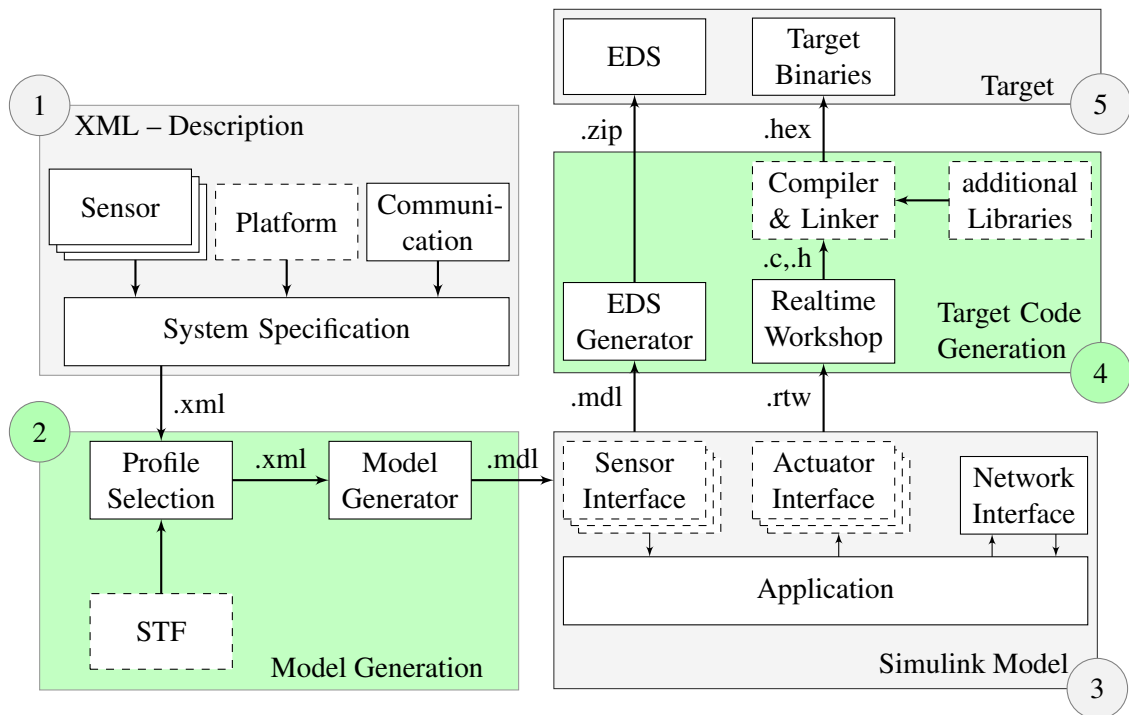 1
XML – Description
Sensor
Platform
Communi-
cation
System Specification
.xml
2
Profile
Selection
.xml
Model
Generator
.mdl
STF
Model Generation
EDS
Target
Binaries
Target
5
.zip
.hex
Compiler
& Linker
additional
Libraries
.c,.h
EDS
Generator
Realtime
Workshop
Target Code
Generation
4
.mdl
.rtw
Sensor
Interface
Actuator
Interface
Network
Interface
Application
Simulink Model
3